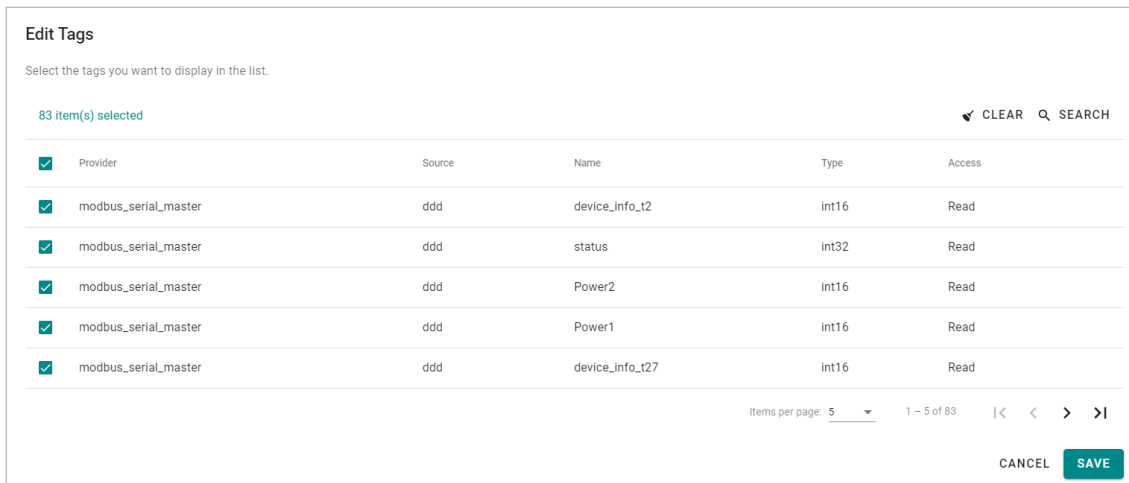 Edit Tags
Select the tags you want to display in the list.
83 item(s) selected CLEAR SEARCH
Provider Source Name Type Access
modbus_serial_master ddd device_info_t2 int16 Read
modbus_serial_master ddd status int32 Read
modbus_serial_master ddd Power2 int16 Read
modbus_serial_master ddd Power1 int16 Read
modbus_serial_master ddd device_info_t27 int16 Read
Items per page: 5 1 – 5 of 83
CANCEL SAVE